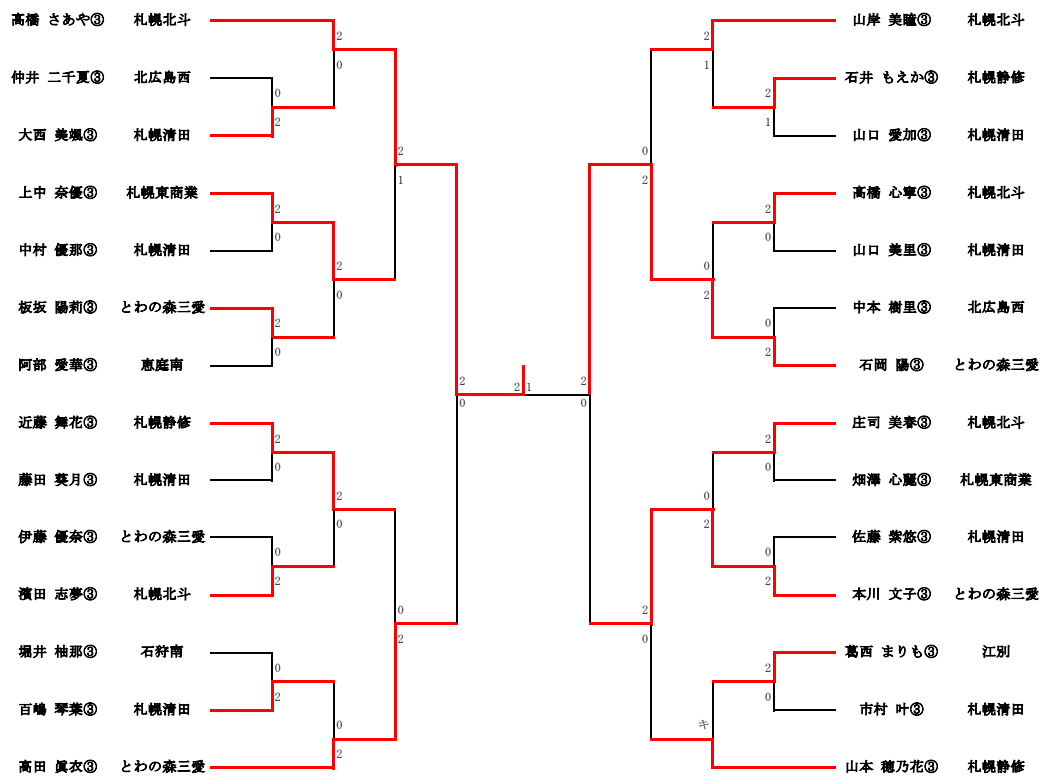 髙橋 さあや③ 札幌北斗
2
0
仲井 二千夏③ 北広島西
0
2
大西 美颯③ 札幌清田
2
1
上中 奈優③ 札幌東商業
2
0
中村 優那③ 札幌清田
2
0
板坂 陽莉③ とわの森三愛
2
0
阿部 愛華③ 恵庭南
2
0
近藤 舞花③ 札幌静修
2
0
藤田 葵月③ 札幌清田
2
0
伊藤 優奈③ とわの森三愛
0
2
濱田 志夢③ 札幌北斗
0
2
堀井 柚那③ 石狩南
0
2
百嶋 琴葉③ 札幌清田
0
2
高田 眞衣③ とわの森三愛
2 1
山岸 美瞳③ 札幌北斗
2
1
石井 もえか③ 札幌静修
2
1
山口 愛加③ 札幌清田
0
2
髙橋 心寧③ 札幌北斗
2
0
山口 美里③ 札幌清田
0
2
中本 樹里③ 北広島西
0
2
石岡 陽③ とわの森三愛
2
0
庄司 美春③ 札幌北斗
2
0
畑澤 心麗③ 札幌東商業
0
2
佐藤 紫悠③ 札幌清田
0
2
本川 文子③ とわの森三愛
2
0
葛西 まりも③ 江別
2
0
市村 叶③ 札幌清田
キ
山本 穂乃花③ 札幌静修